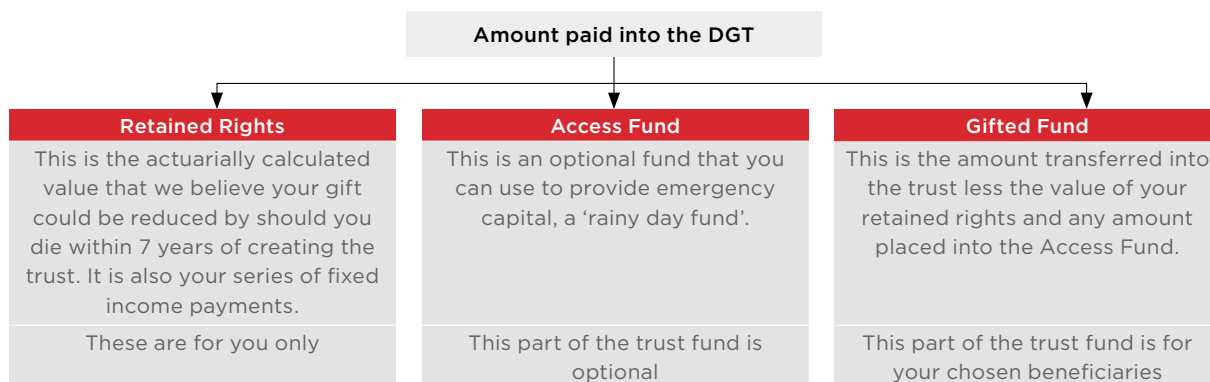 Amount paid into the DGT
Retained Rights
This is the actuarially calculated
value that we believe your gift
could be reduced by should you
die within 7 years of creating the
trust. It is also your series of fixed
income payments.
These are for you only
Access Fund
This is an optional fund that you
can use to provide emergency
capital, a ‘rainy day fund’.
This part of the trust fund is
optional
Gifted Fund
This is the amount transferred into
the trust less the value of your
retained rights and any amount
placed into the Access Fund.
This part of the trust fund is for
your chosen beneficiaries